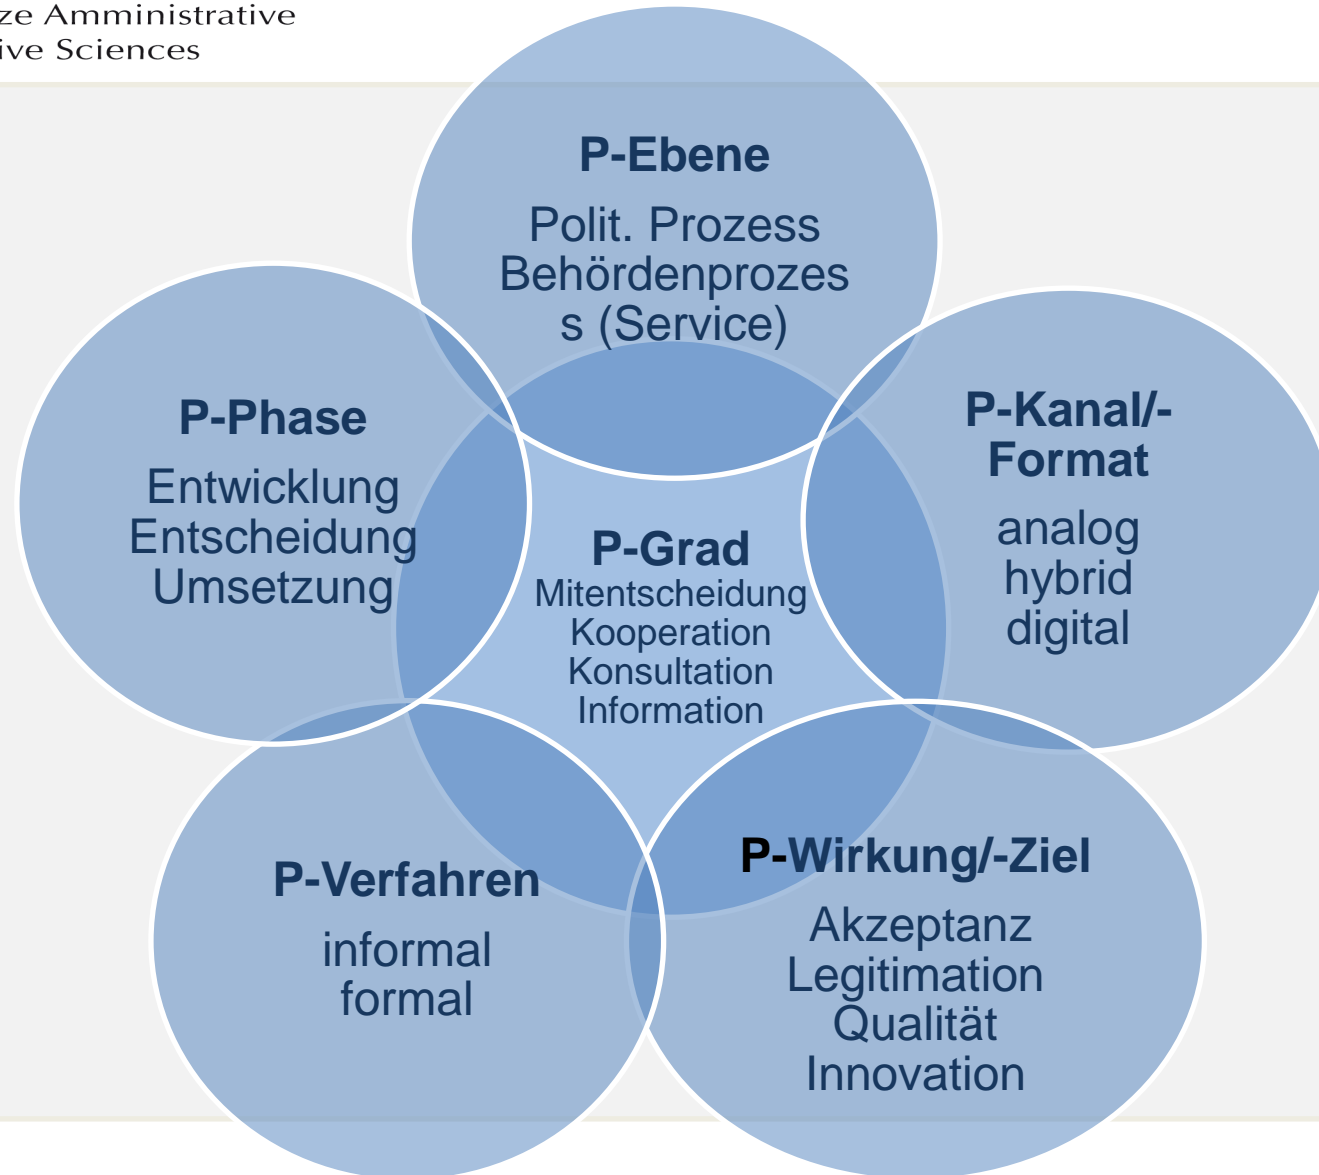 ze Amministrative
ive Sciences
P-Ebene
Polit. Prozess
Behördenprozes
s (Service)
P-Phase
Entwicklung
Entscheidung
Umsetzung
P-Kanal/-
Format
analog
hybrid
digital
P-Grad
Mitentscheidung
Kooperation
Konsultation
Information
P-Verfahren
informal
formal
P-Wirkung/-Ziel
Akzeptanz
Legitimation
Qualität
Innovation